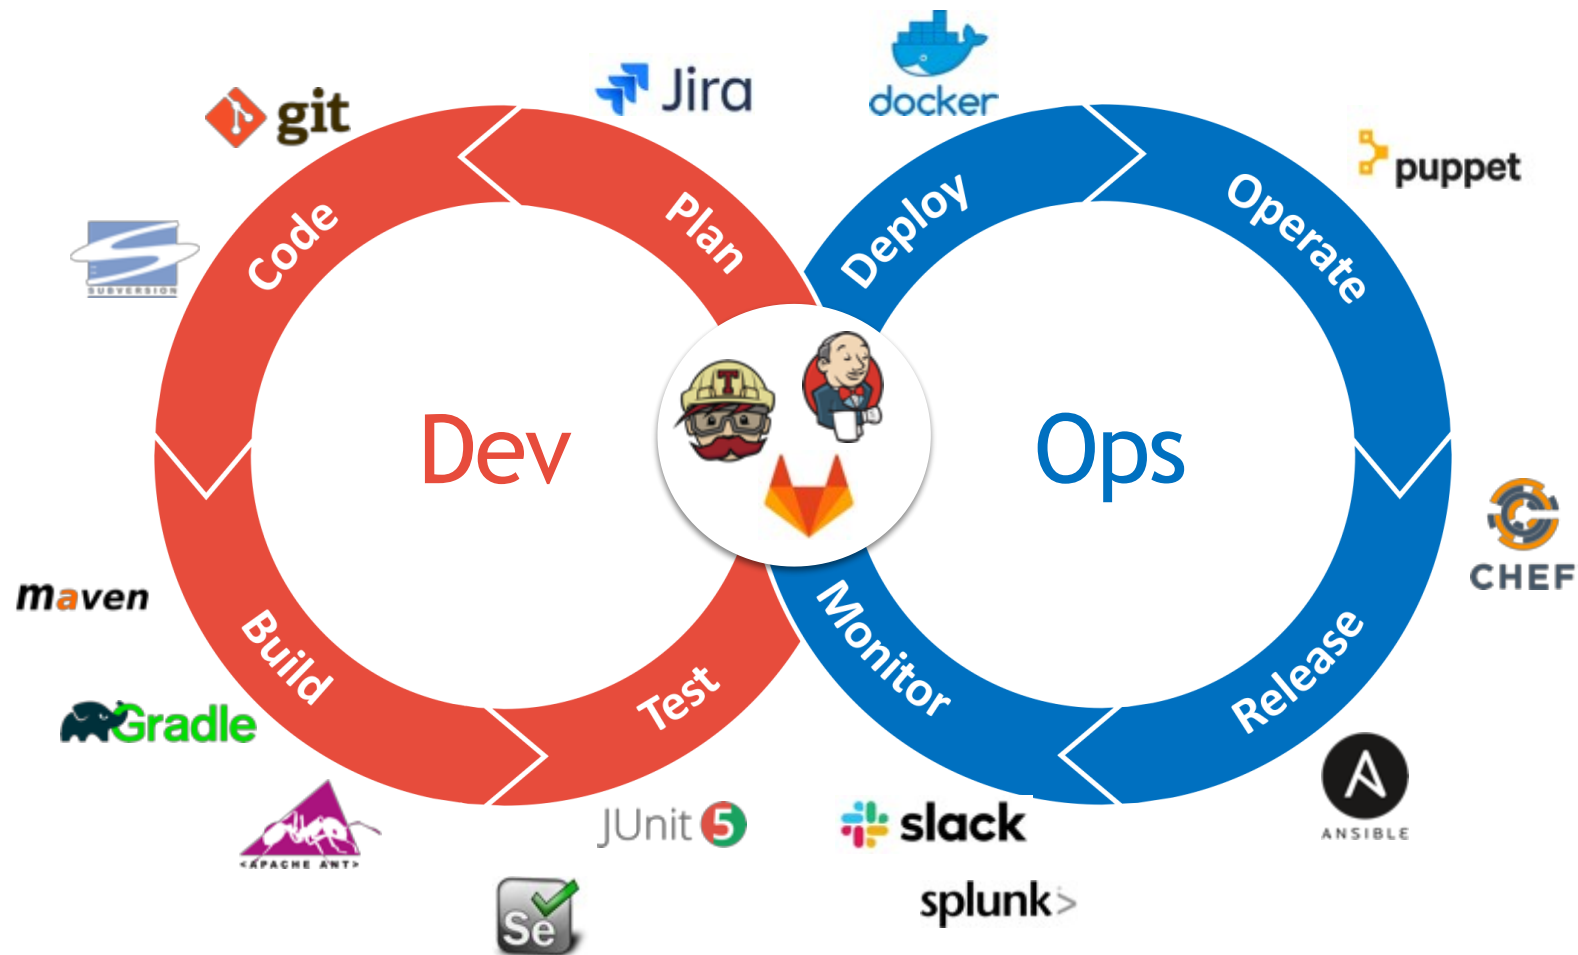 docker
Jira
git
puppet
Plan
Deploy
Operate
Code
SUBVERSION
T
Dev
Ops
CHEF
maven
Build
Monitor
Release
Test
Gradle
ANSIBLE
JUnit 5
slack
<APACHE ANT>
splunk>
Se